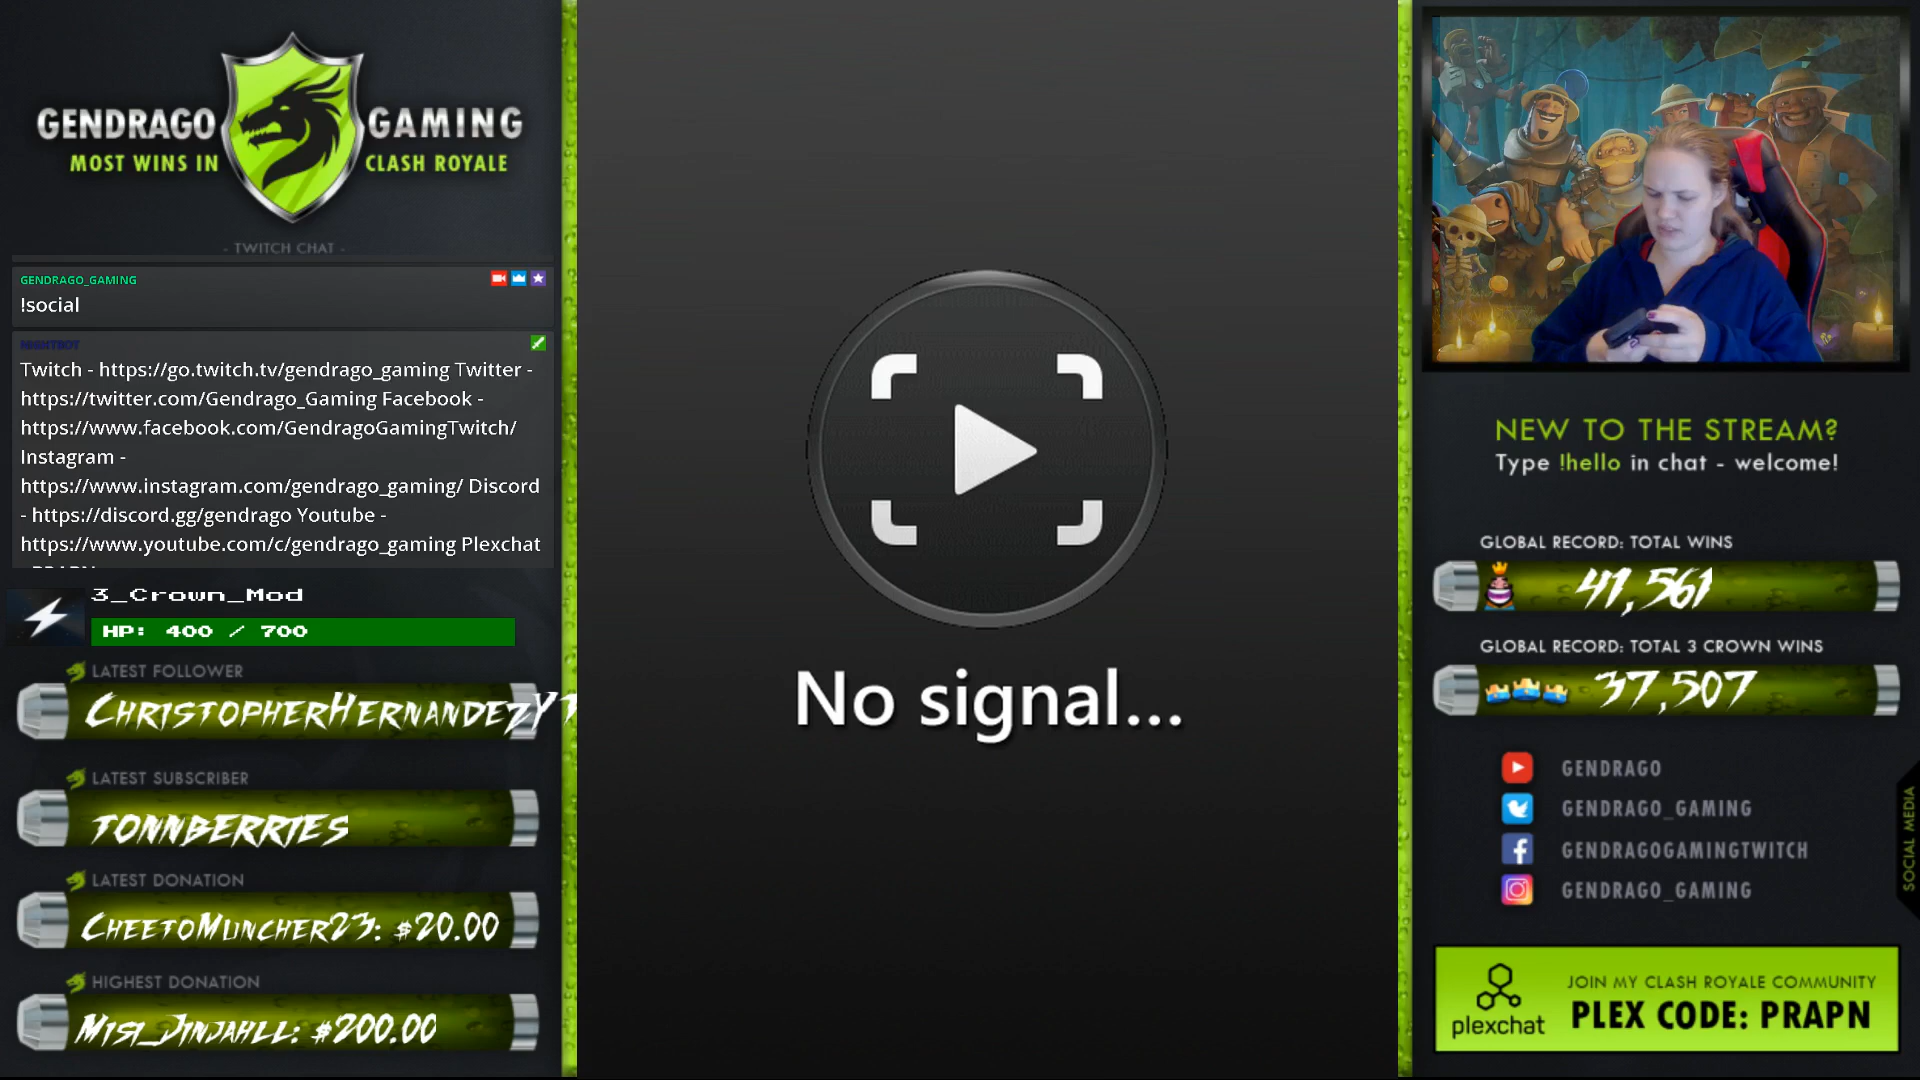 GENDRAGO GAMING
MOST WINS IN CLASH ROYALE
- TWITCH CHAT -
GENDRAGO_GAMING
!social
NIGHTBOT
Twitch - https://go.twitch.tv/gendrago_gaming Twitter -
https://twitter.com/Gendrago_Gaming Facebook -
https://www.facebook.com/GendragoGamingTwitch/
Instagram -
https://www.instagram.com/gendrago_gaming/ Discord
- https://discord.gg/gendrago Youtube -
https://www.youtube.com/c/gendrago_gaming Plexchat
3_Crown_Mod
HP: 400 / 700
LATEST FOLLOWER
CHRISTOPHERHERNANDEZY
LATEST SUBSCRIBER
TONNBERRIES
LATEST DONATION
CHEETOMUNCHER23: $20.00
HIGHEST DONATION
MISI_JINJAHLL: $200.00
No signal...
NEW TO THE STREAM?
Type !hello in chat - welcome!
GLOBAL RECORD: TOTAL WINS
41,561
GLOBAL RECORD: TOTAL 3 CROWN WINS
37,507
GENDRAGO
GENDRAGO_GAMING
GENDRAGOGAMINGTWITCH
GENDRAGO_GAMING
SOCIAL MEDIA
plexchat
JOIN MY CLASH ROYALE COMMUNITY
PLEX CODE: PRAPN